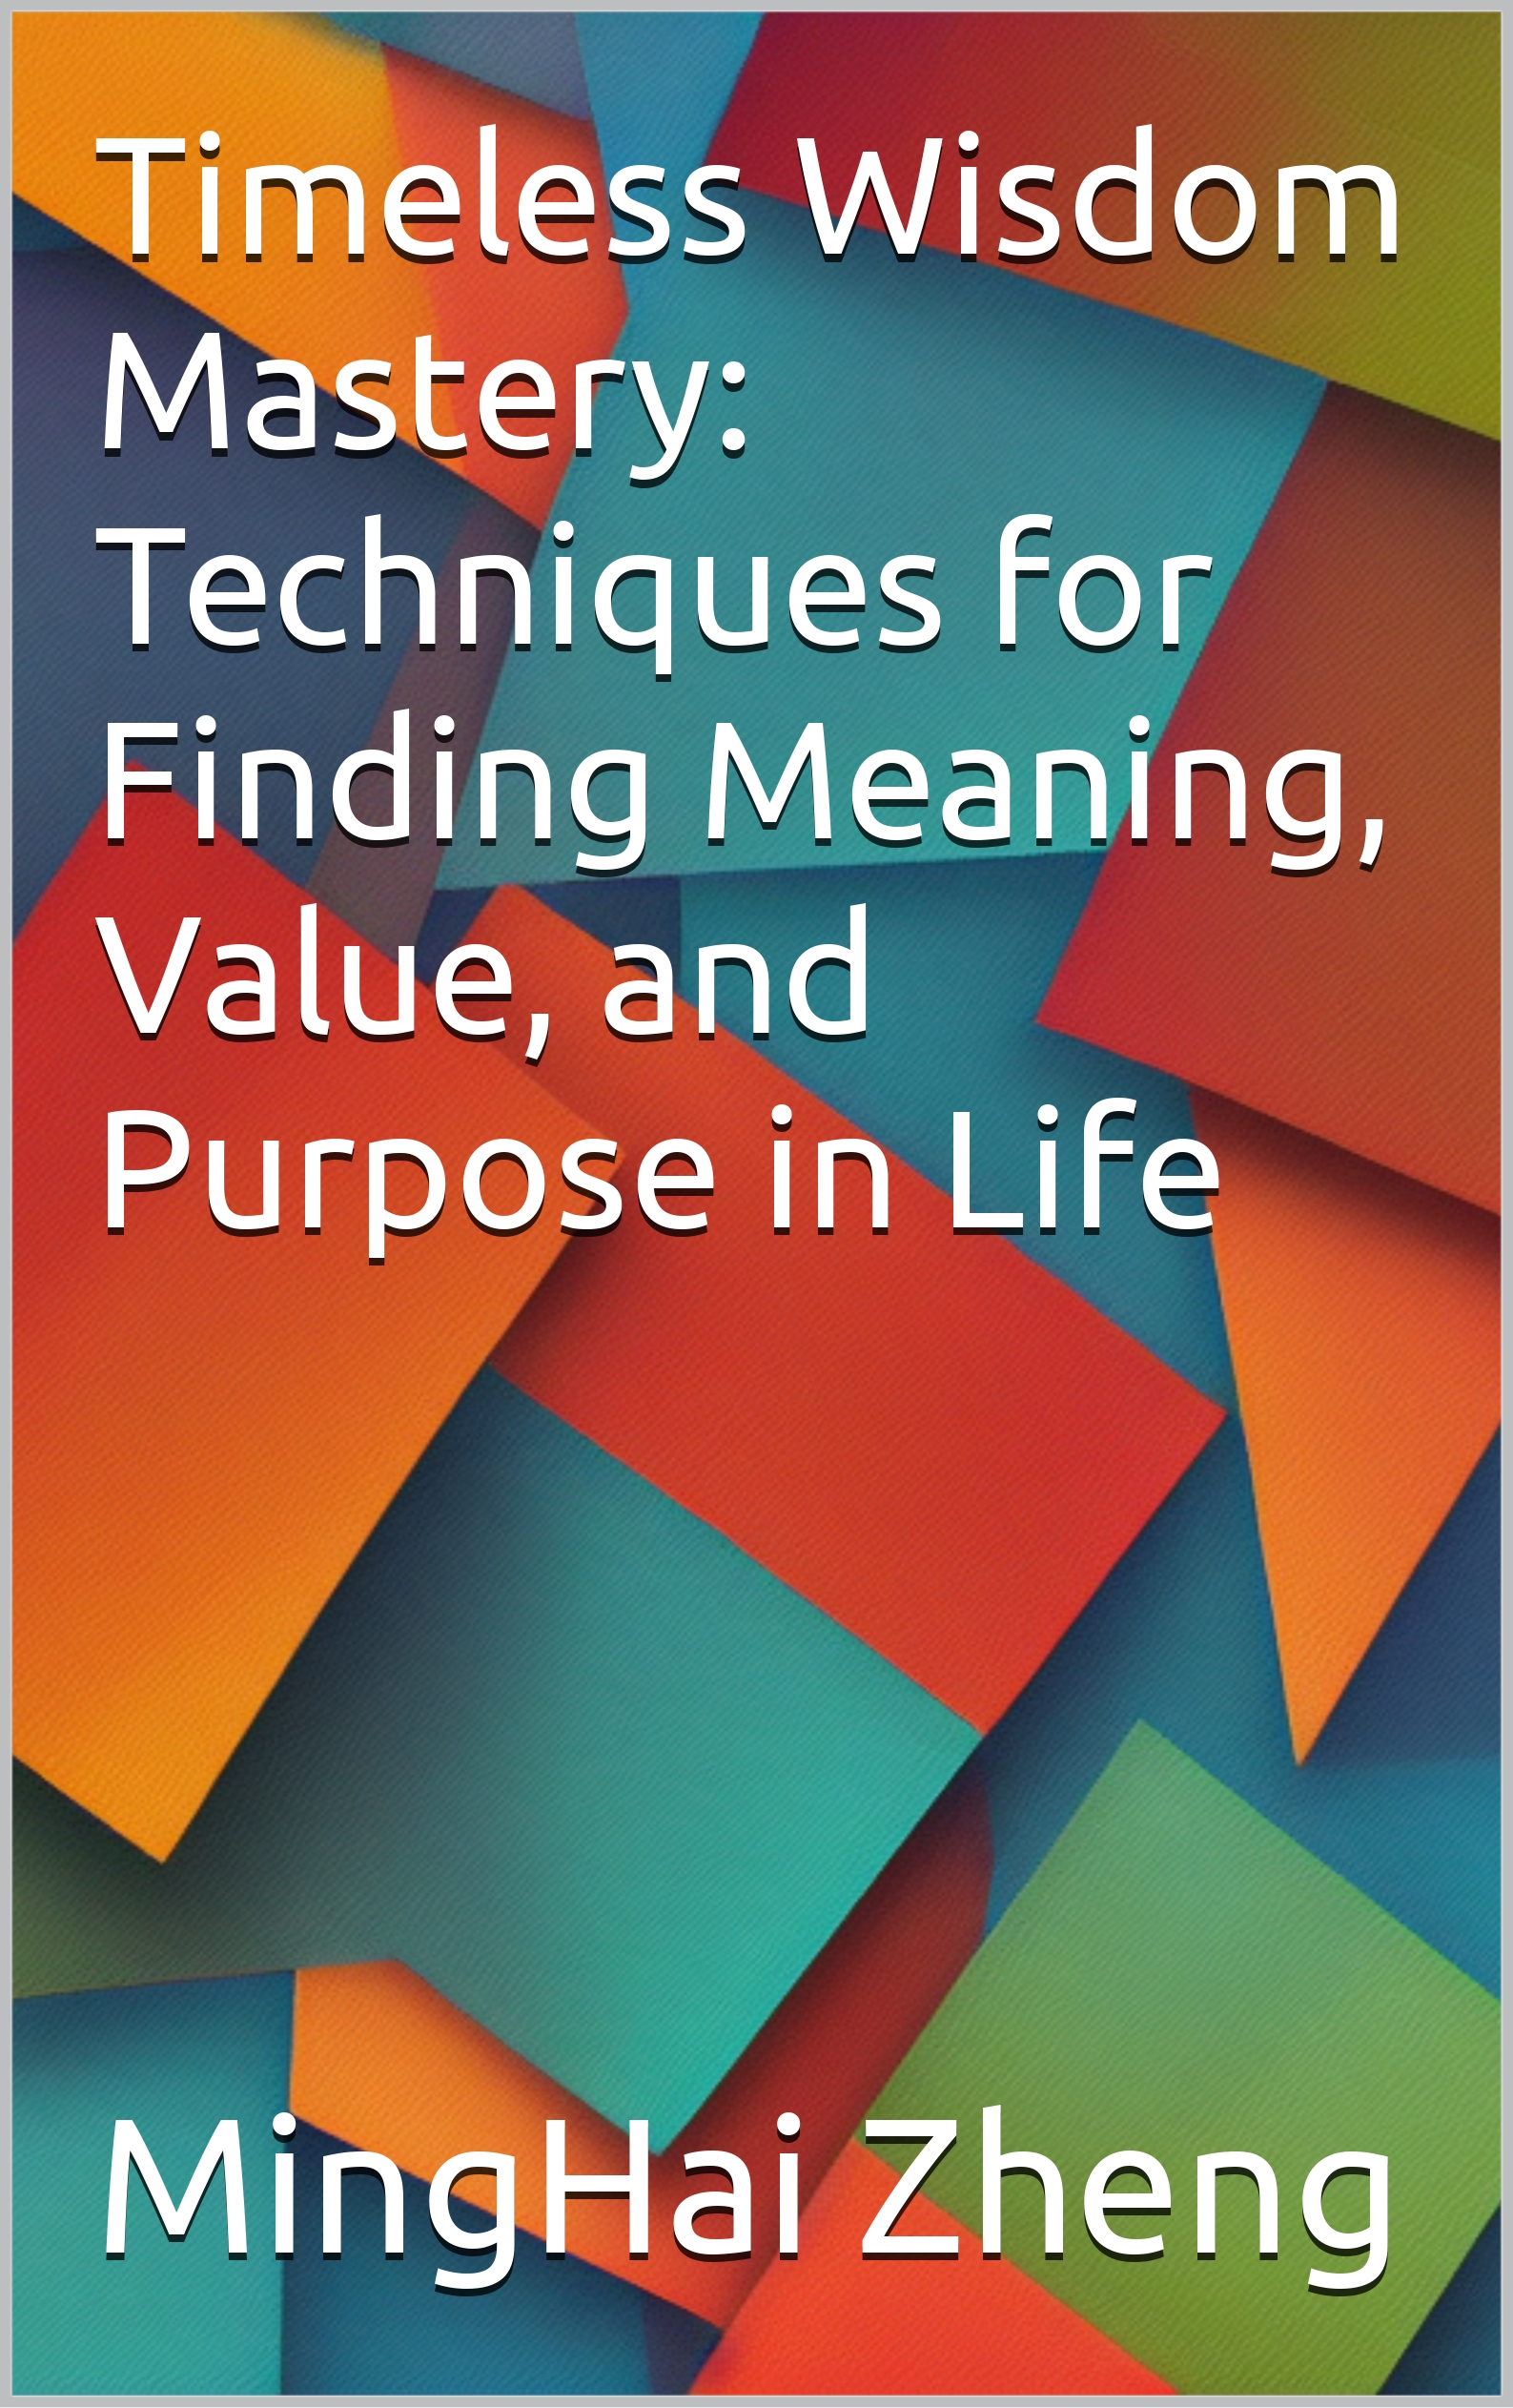 Timeless Wisdom
Mastery:
Techniques for
Finding Meaning,
Value, and
Purpose in Life
MingHai Zheng